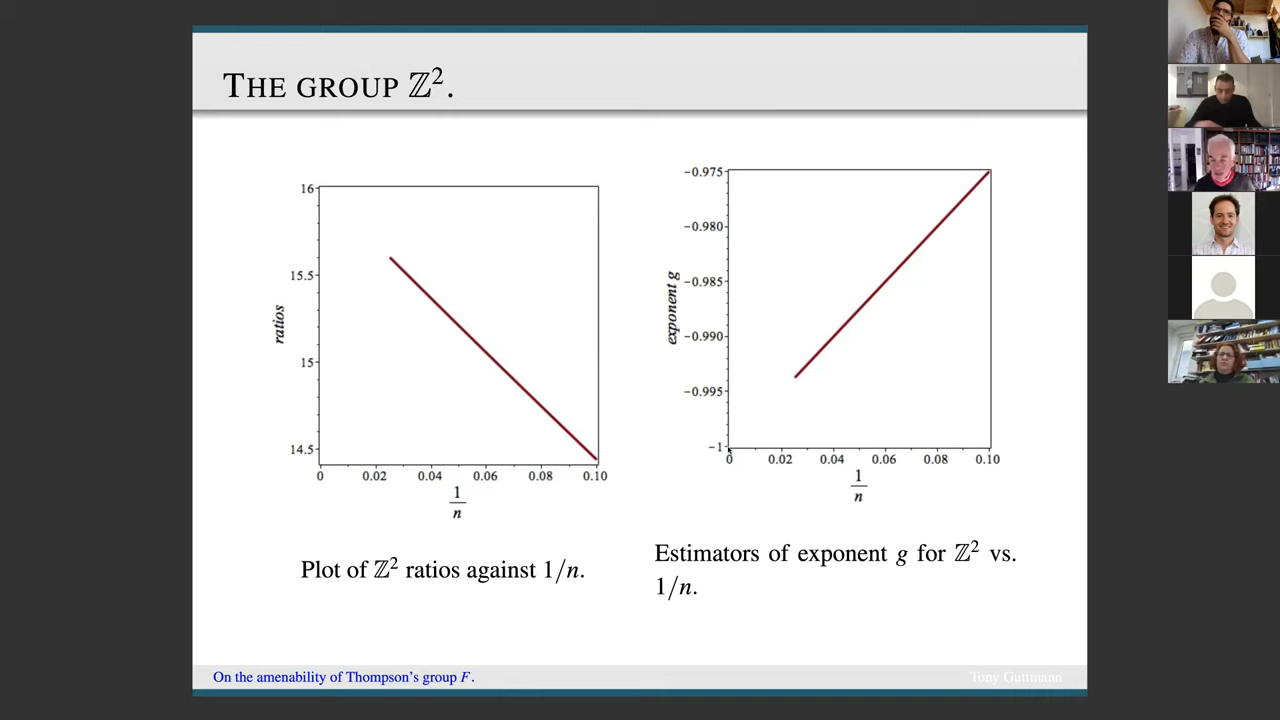 THE GROUP ℤ².
16
15.5
15
14.5
ratios
0 0.02 0.04 0.06 0.08 0.10
1/n
Plot of ℤ² ratios against 1/n.
−0.975
−0.980
−0.985
−0.990
−0.995
−1
exponent g
0 0.02 0.04 0.06 0.08 0.10
1/n
Estimators of exponent g for ℤ² vs.
1/n.
On the amenability of Thompson's group F.
Tony Guttmann